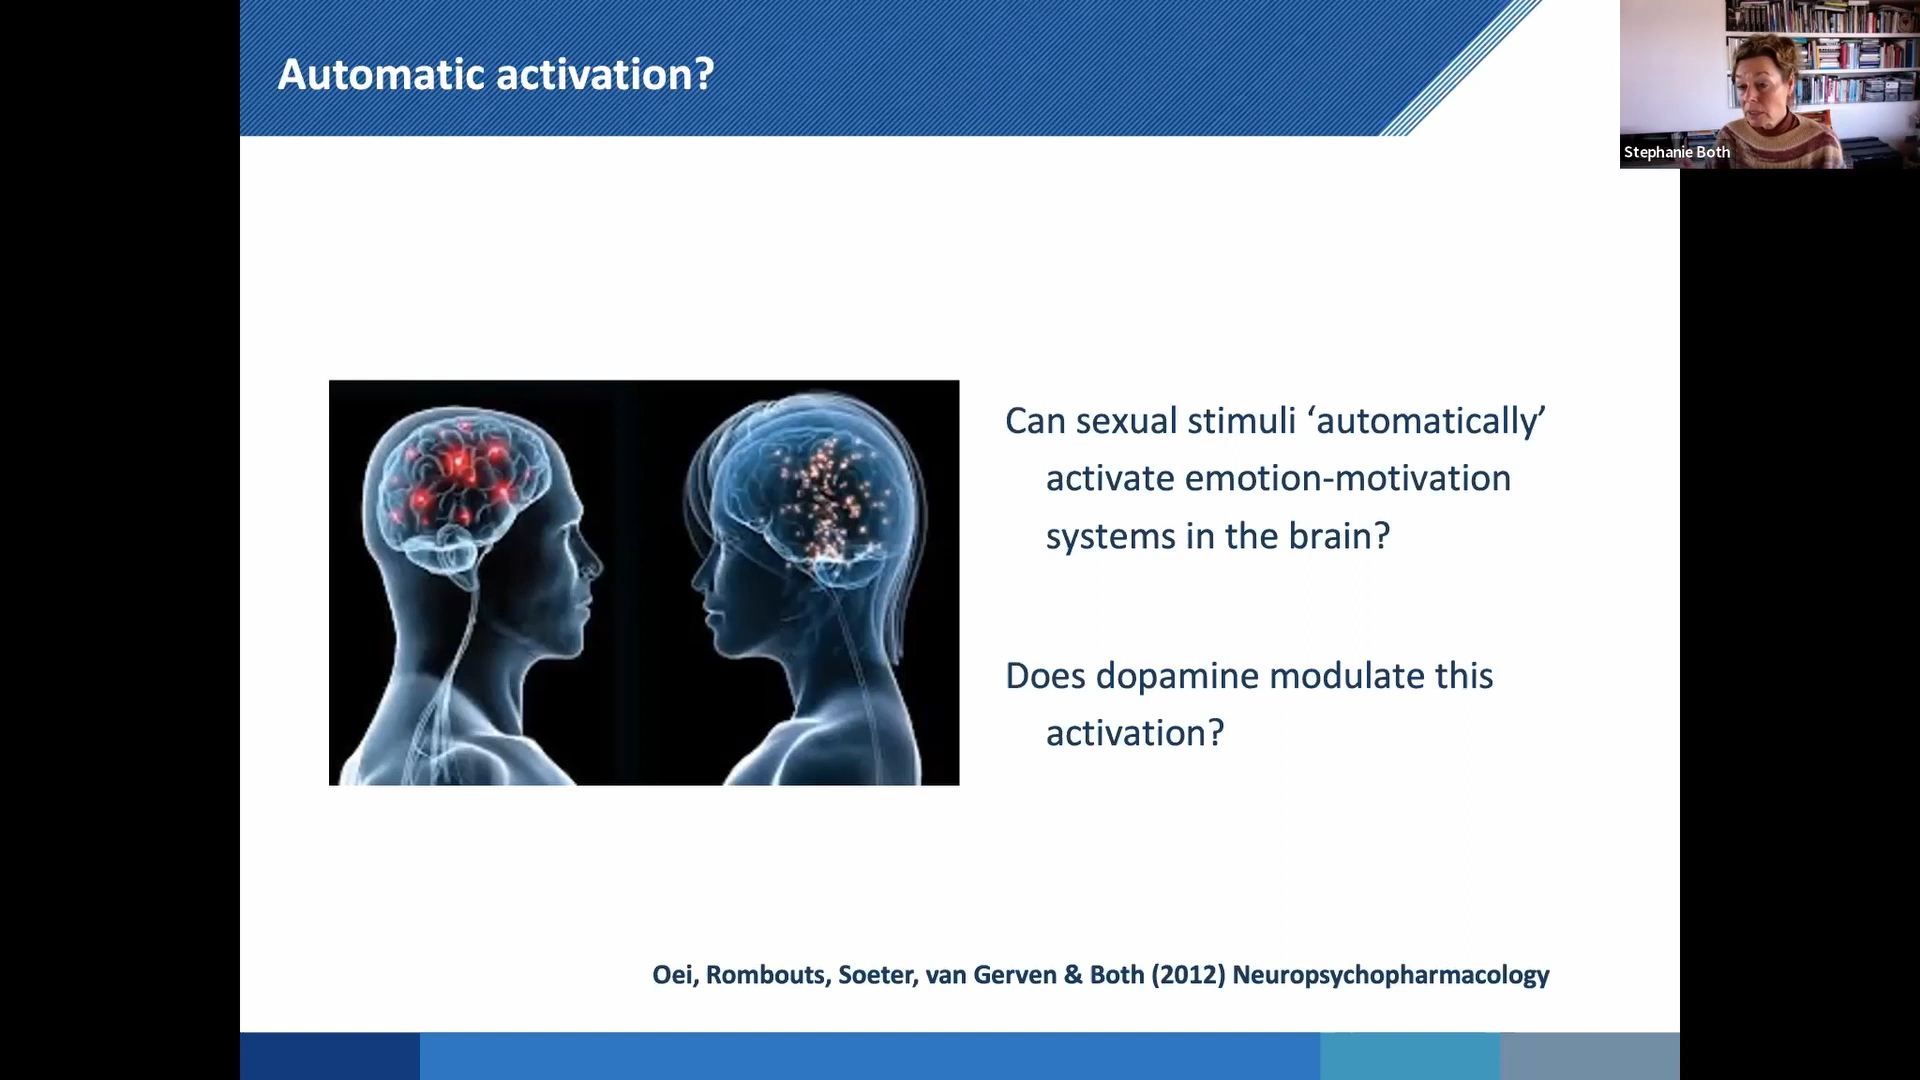 Automatic activation?
Stephanie Both
Can sexual stimuli ‘automatically’
activate emotion-motivation
systems in the brain?
Does dopamine modulate this
activation?
Oei, Rombouts, Soeter, van Gerven & Both (2012) Neuropsychopharmacology